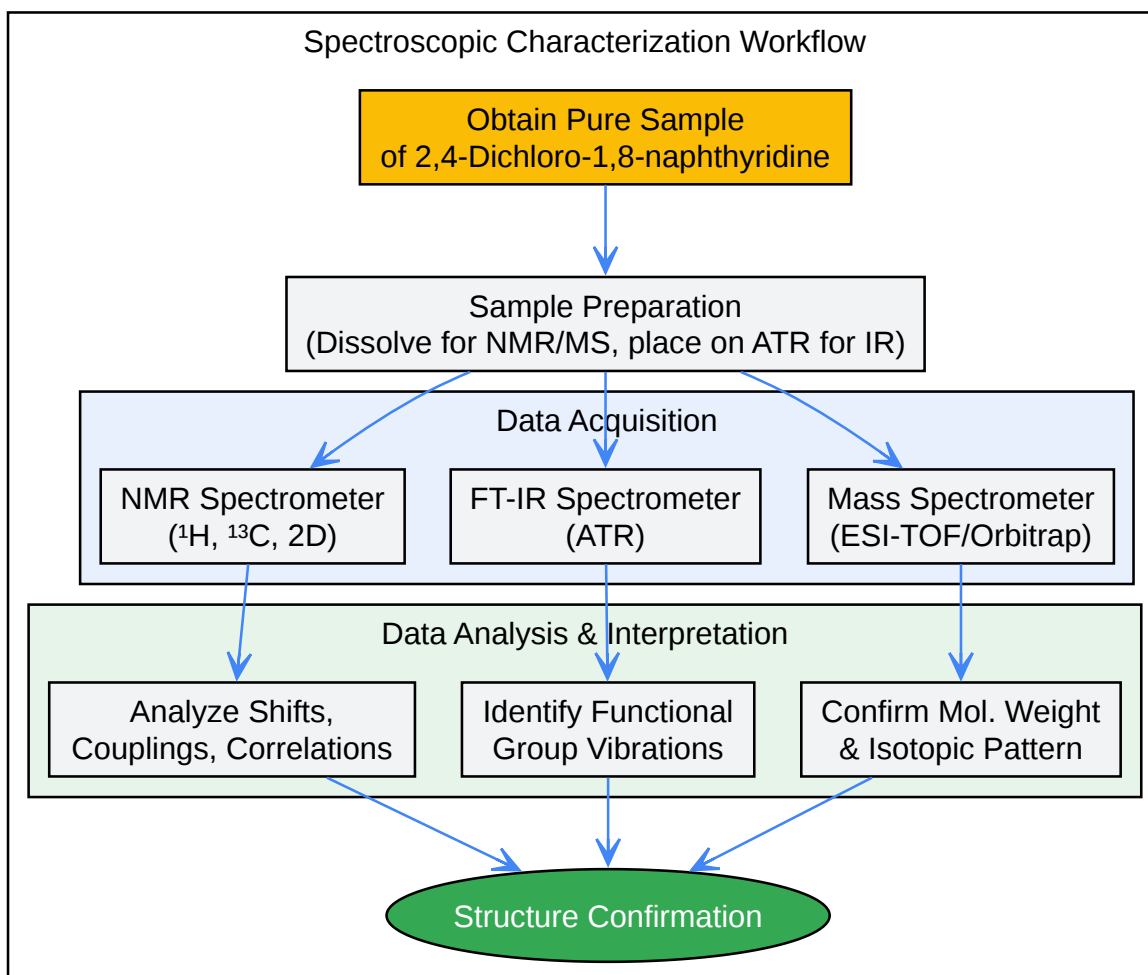 Spectroscopic Characterization Workflow
Obtain Pure Sample
of 2,4-Dichloro-1,8-naphthyridine
Sample Preparation
(Dissolve for NMR/MS, place on ATR for IR)
Data Acquisition
NMR Spectrometer
(¹H, ¹³C, 2D)
FT-IR Spectrometer
(ATR)
Mass Spectrometer
(ESI-TOF/Orbitrap)
Data Analysis & Interpretation
Analyze Shifts,
Couplings, Correlations
Identify Functional
Group Vibrations
Confirm Mol. Weight
& Isotopic Pattern
Structure Confirmation